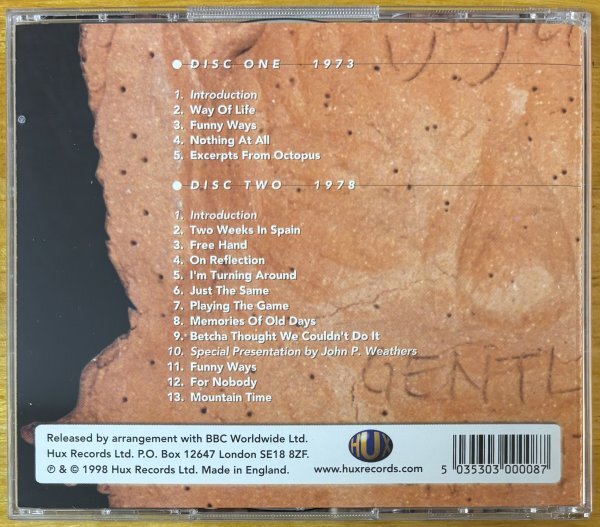 DISC ONE 1973
1. Introduction
2. Way Of Life
3. Funny Ways
4. Nothing At All
5. Excerpts From Octopus
DISC TWO 1978
1. Introduction
2. Two Weeks In Spain
3. Free Hand
4. On Reflection
5. I'm Turning Around
6. Just The Same
7. Playing The Game
8. Memories Of Old Days
9. Betcha Thought We Couldn't Do It
10. Special Presentation by John P. Weathers
11. Funny Ways
12. For Nobody
13. Mountain Time
GENTL
Released by arrangement with BBC Worldwide Ltd.
Hux Records Ltd. P.O. Box 12647 London SE18 8ZF.
℗ & © 1998 Hux Records Ltd. Made in England.
HUX
www.huxrecords.com
5 035303 000087